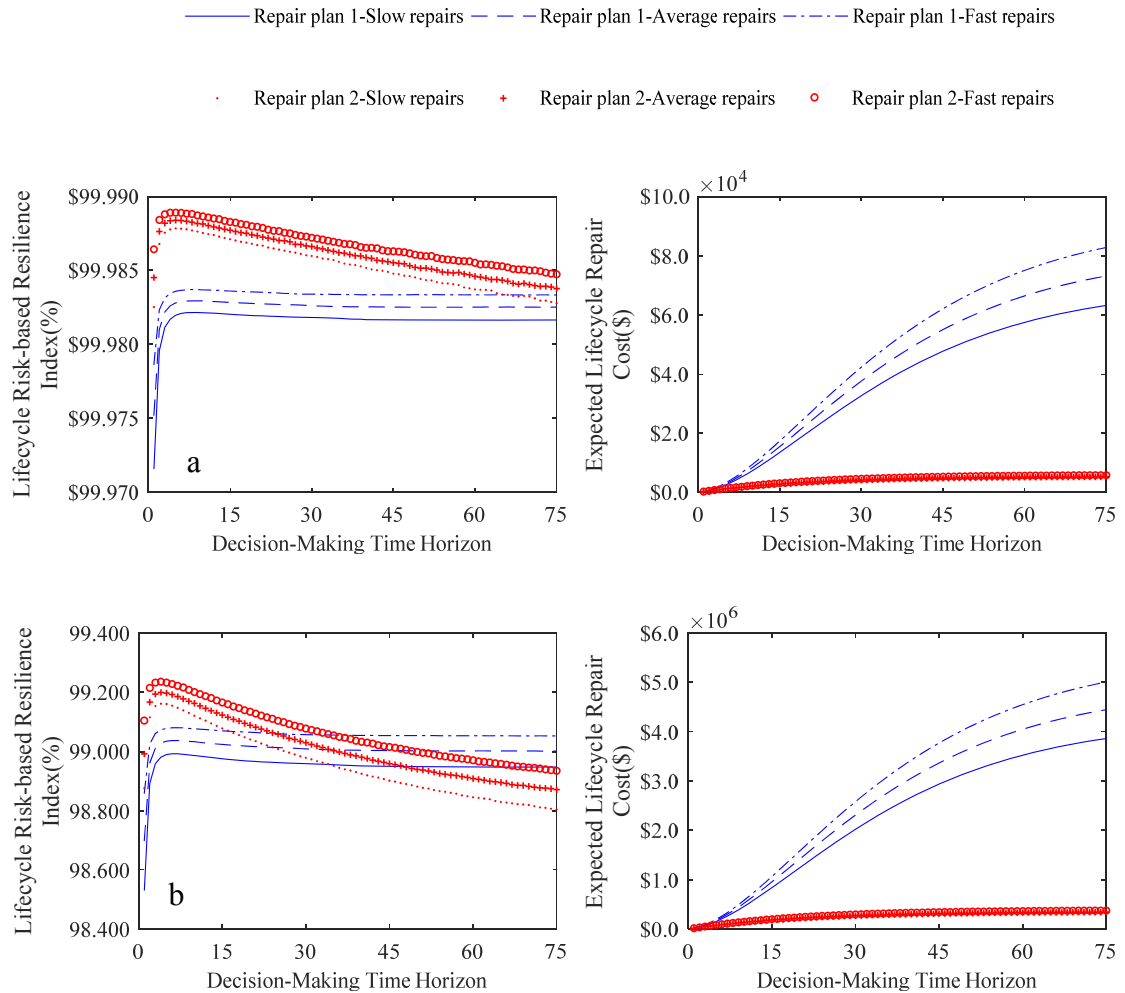 Repair plan 1-Slow repairs
Repair plan 1-Average repairs
Repair plan 1-Fast repairs
Repair plan 2-Slow repairs
Repair plan 2-Average repairs
Repair plan 2-Fast repairs
Lifecycle Risk-based Resilience
Index(%)
$99.990
$99.985
$99.980
$99.975
$99.970
0 15 30 45 60 75
Decision-Making Time Horizon
a
Expected Lifecycle Repair
Cost($)
×10⁴
$10.0
$8.0
$6.0
$4.0
$2.0
$0.0
0 15 30 45 60 75
Decision-Making Time Horizon
Lifecycle Risk-based Resilience
Index(%)
99.400
99.200
99.000
98.800
98.600
98.400
0 15 30 45 60 75
Decision-Making Time Horizon
b
Expected Lifecycle Repair
Cost($)
×10⁶
$6.0
$5.0
$4.0
$3.0
$2.0
$1.0
$0.0
0 15 30 45 60 75
Decision-Making Time Horizon